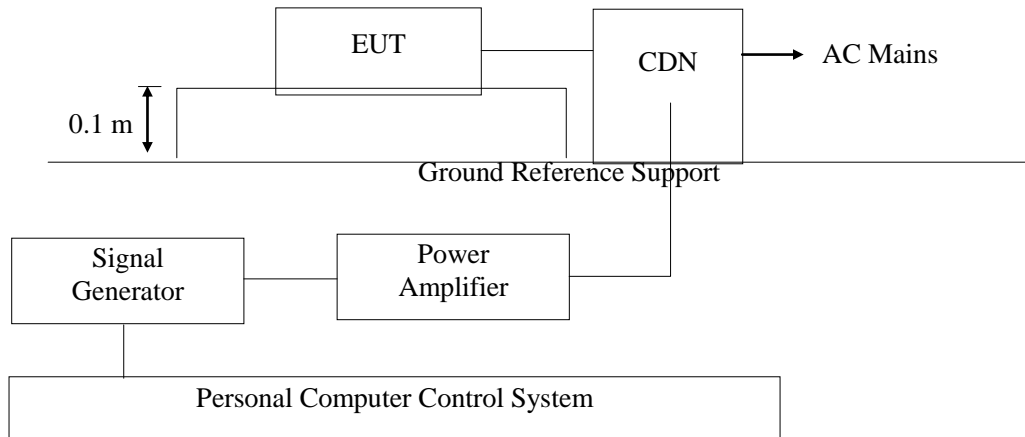 EUT
CDN
AC Mains
0.1 m
Ground Reference Support
Signal
Generator
Power
Amplifier
Personal Computer Control System